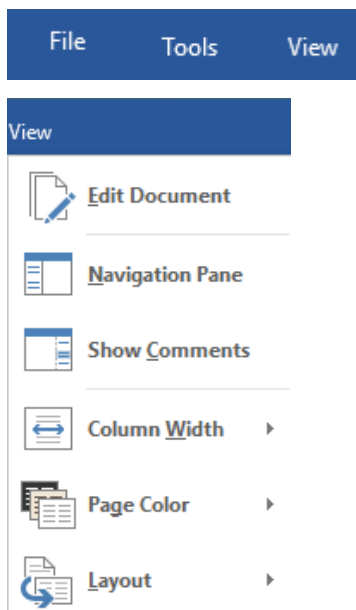 File Tools View
View
Edit Document
Navigation Pane
Show Comments
Column Width
Page Color
Layout